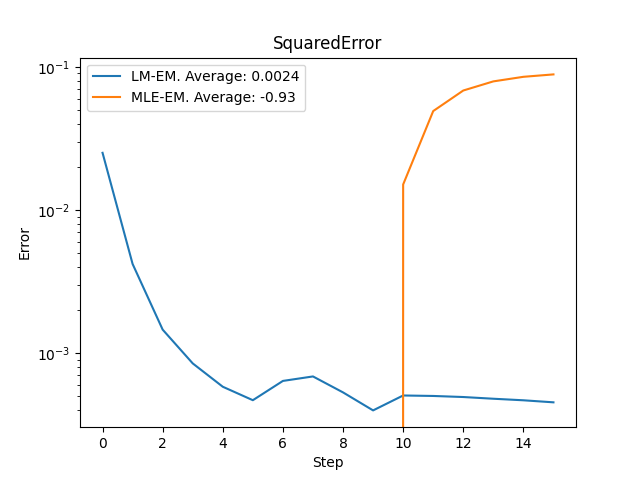 SquaredError
LM-EM. Average: 0.0024
MLE-EM. Average: -0.93
Error
10⁻¹
10⁻²
10⁻³
0 2 4 6 8 10 12 14
Step